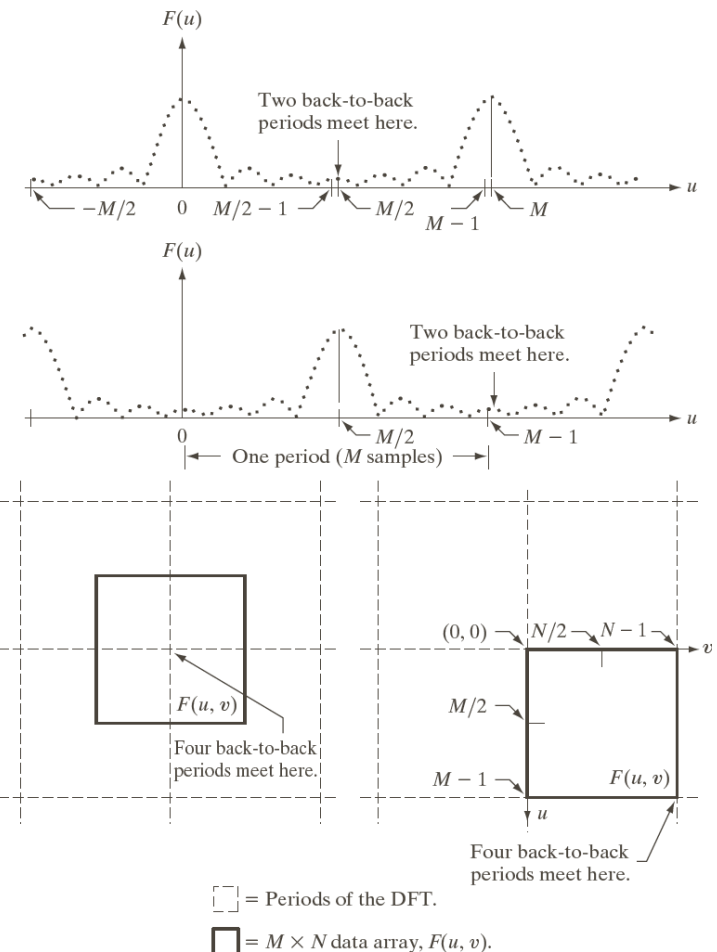 F(u)
Two back-to-back
periods meet here.
u
−M/2
0
M/2 − 1
M/2
M − 1
M
F(u)
Two back-to-back
periods meet here.
u
0
M/2
M − 1
One period (M samples)
F(u, v)
Four back-to-back
periods meet here.
(0, 0)
N/2
N − 1
v
M/2
M − 1
F(u, v)
u
Four back-to-back
periods meet here.
= Periods of the DFT.
= M × N data array, F(u, v).